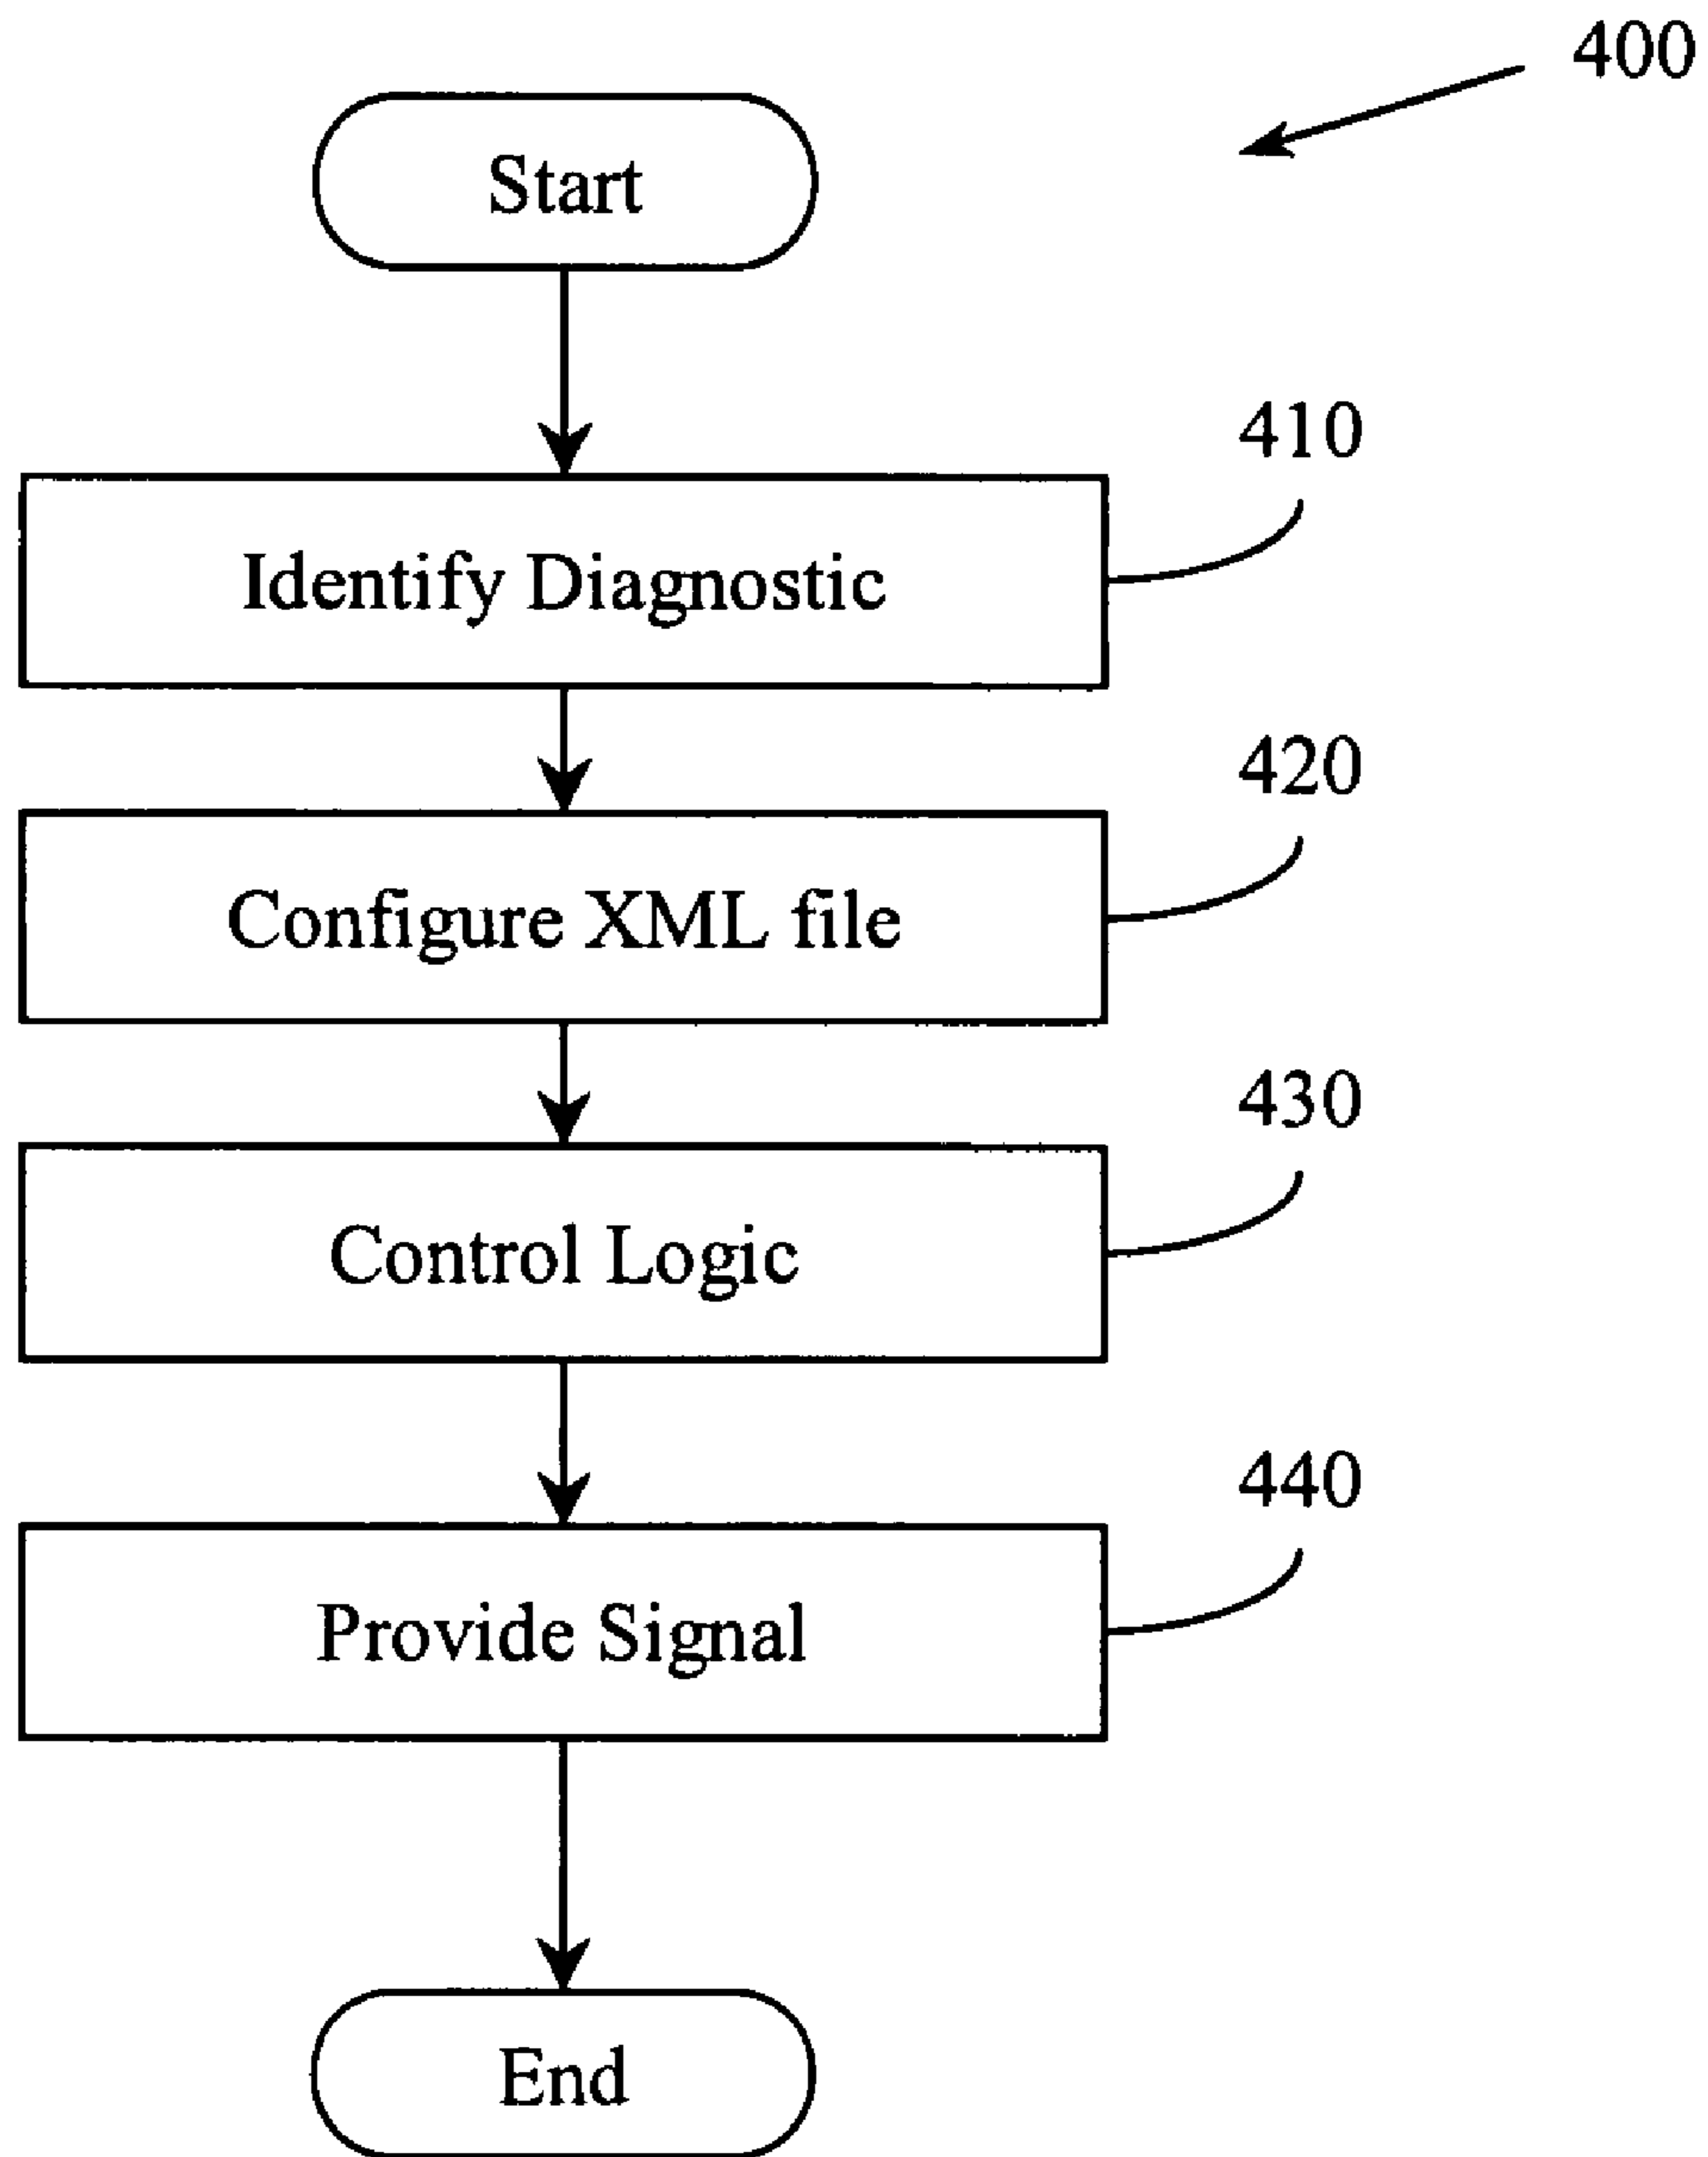 400
Start
410
Identify Diagnostic
420
Configure XML file
430
Control Logic
440
Provide Signal
End